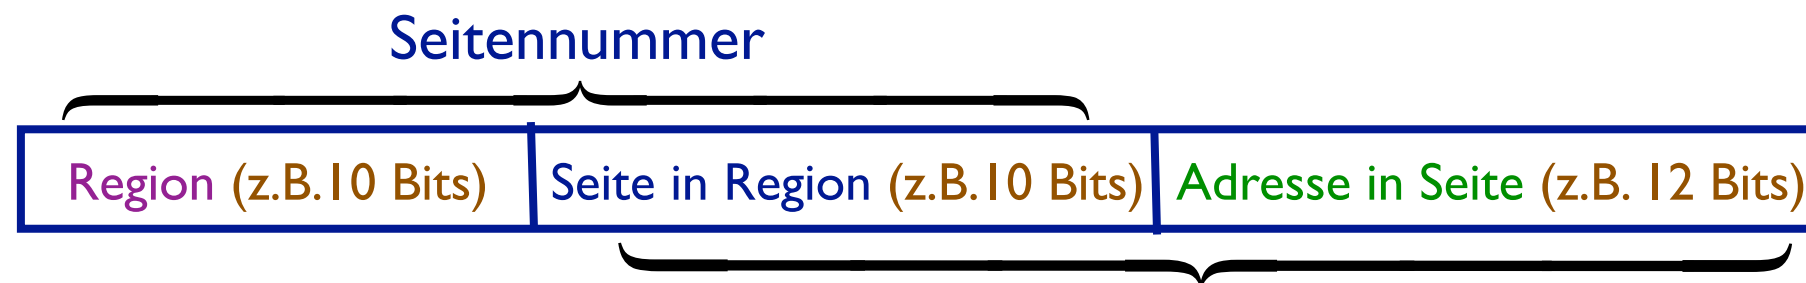 Seitennummer
Region (z.B.10 Bits) Seite in Region (z.B.10 Bits) Adresse in Seite (z.B. 12 Bits)